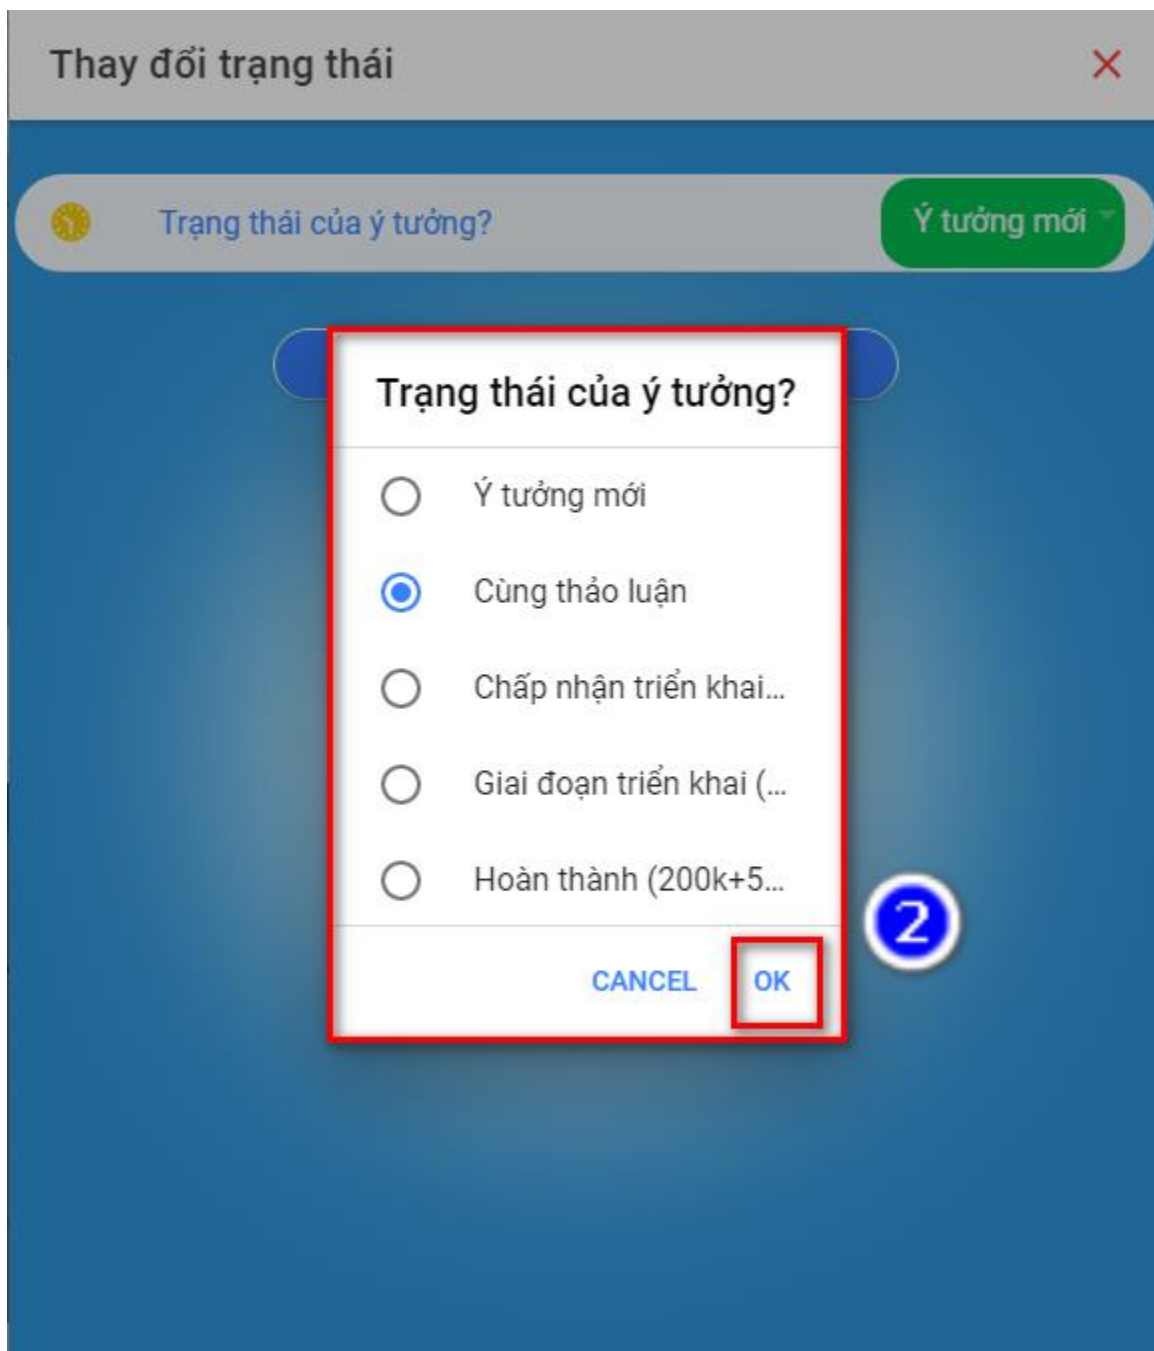 Thay đổi trạng thái
Trạng thái của ý tưởng?
Ý tưởng mới
Trạng thái của ý tưởng?
Ý tưởng mới
Cùng thảo luận
Chấp nhận triển khai...
Giai đoạn triển khai (...
Hoàn thành (200k+5...
2
CANCEL OK